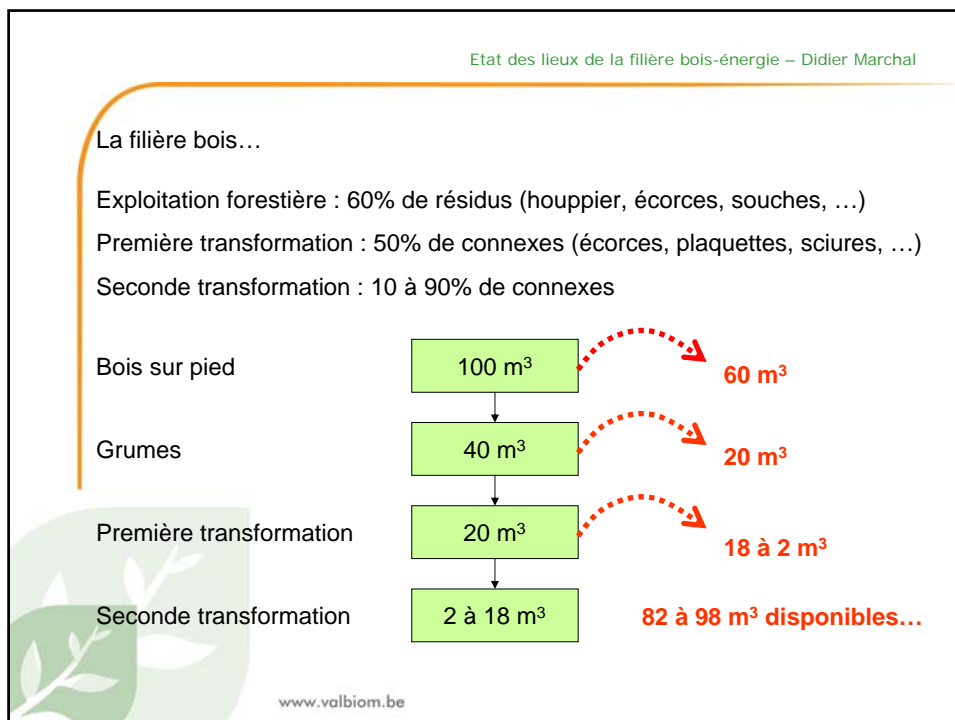 Etat des lieux de la filière bois-énergie – Didier Marchal
La filière bois…
Exploitation forestière : 60% de résidus (houppier, écorces, souches, …)
Première transformation : 50% de connexes (écorces, plaquettes, sciures, …)
Seconde transformation : 10 à 90% de connexes
Bois sur pied 100 m³ 60 m³
Grumes 40 m³ 20 m³
Première transformation 20 m³ 18 à 2 m³
Seconde transformation 2 à 18 m³ 82 à 98 m³ disponibles…
www.valbiom.be